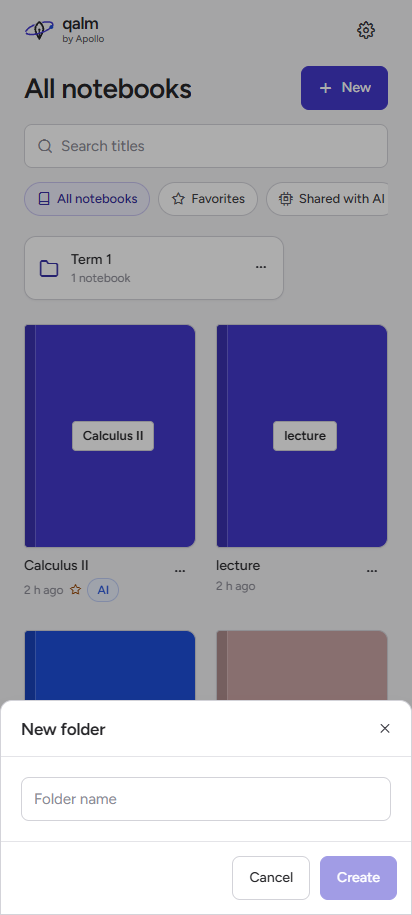 qalm
by Apollo
All notebooks
+ New
Search titles
All notebooks
Favorites
Shared with AI
Term 1
1 notebook
...
Calculus II
lecture
Calculus II
...
2 h ago
AI
lecture
...
2 h ago
New folder
×
Folder name
Cancel
Create